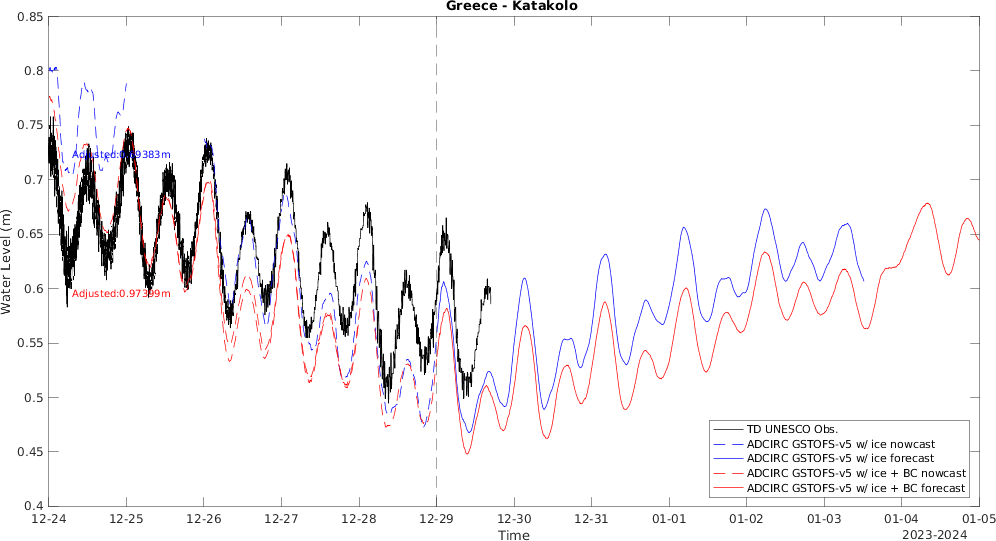 Greece - Katakolo
0.85
0.8
0.75
0.7
0.65
0.6
0.55
0.5
0.45
0.4
Water Level (m)
Adjusted:0.97399m
TD UNESCO Obs.
ADCIRC GSTOFS-v5 w/ ice nowcast
ADCIRC GSTOFS-v5 w/ ice forecast
ADCIRC GSTOFS-v5 w/ ice + BC nowcast
ADCIRC GSTOFS-v5 w/ ice + BC forecast
12-24 12-25 12-26 12-27 12-28 12-29 12-30 12-31 01-01 01-02 01-03 01-04 01-05
Time
2023-2024